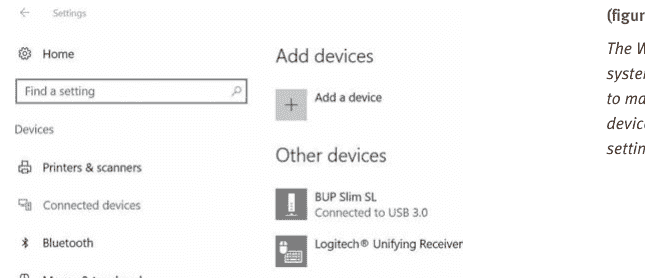 Settings
Home
Find a setting
Devices
Printers & scanners
Connected devices
Bluetooth
Add devices
Add a device
Other devices
BUP Slim SL
Connected to USB 3.0
Logitech® Unifying Receiver
(figur
The W
syste
to ma
devic
settin